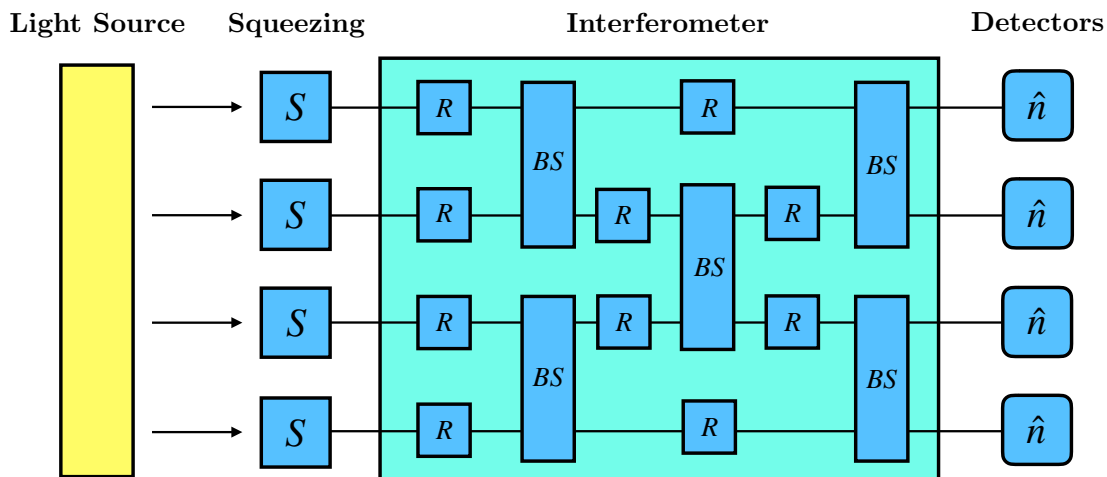 Light Source Squeezing Interferometer Detectors
S R BS R BS n̂
S R R BS R n̂
S R BS R R BS n̂
S R R n̂